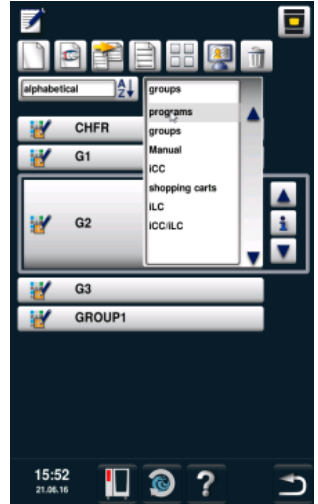 alphabetical
A
Z
groups
programs
groups
Manual
iCC
shopping carts
iLC
iCC/iLC
CHFR
G1
G2
i
G3
GROUP1
15:52
21.06.16
?